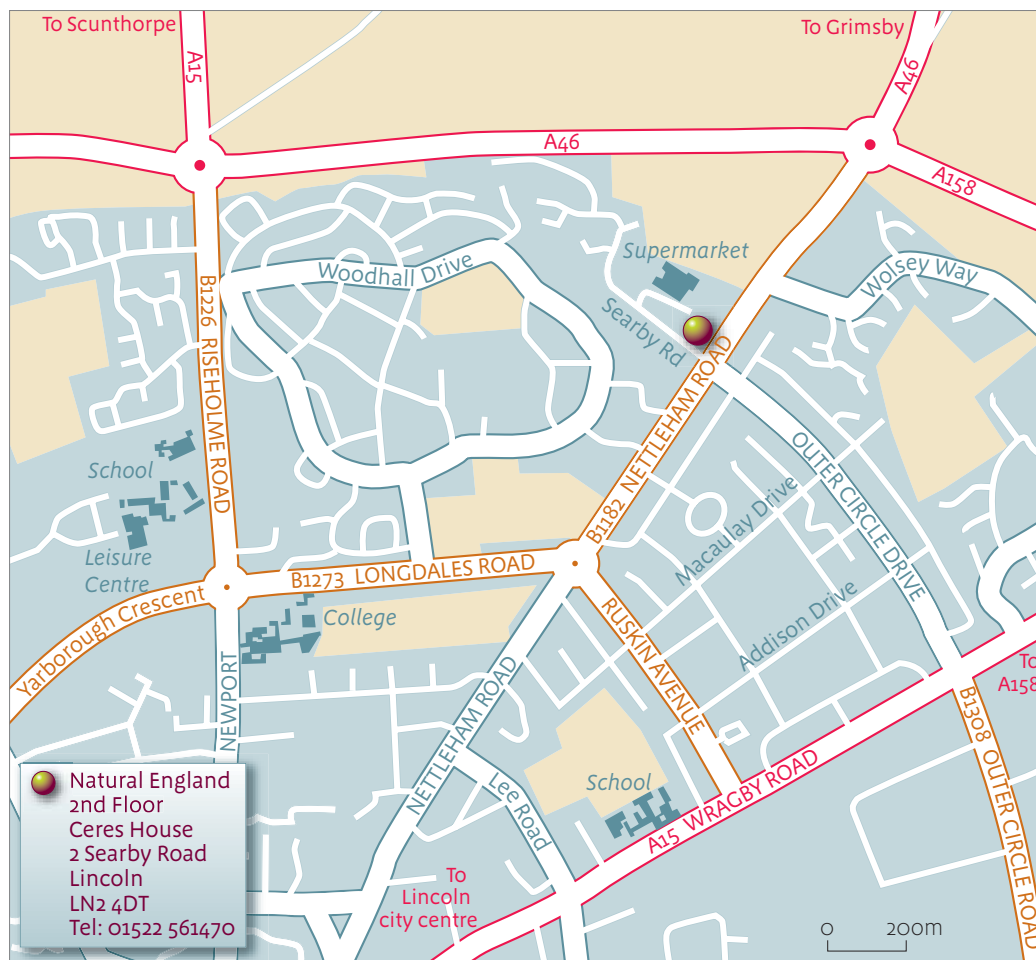 To Scunthorpe
To Grimsby
A15
A46
A46
A158
Supermarket
Woodhall Drive
Wolsey Way
Searby Rd
B1226 RISEHOLME ROAD
B1182 NETTLEHAM ROAD
OUTER CIRCLE DRIVE
School
Macaulay Drive
Leisure
Centre
B1273 LONGDALES ROAD
Yarborough Crescent
College
RUSKIN AVENUE
Addison Drive
NEWPORT
NETTLEHAM ROAD
To
A158
B1308 OUTER CIRCLE ROAD
Lee Road
School
A15 WRAGBY ROAD
To
Lincoln
city centre
Natural England
2nd Floor
Ceres House
2 Searby Road
Lincoln
LN2 4DT
Tel: 01522 561470
0 200m